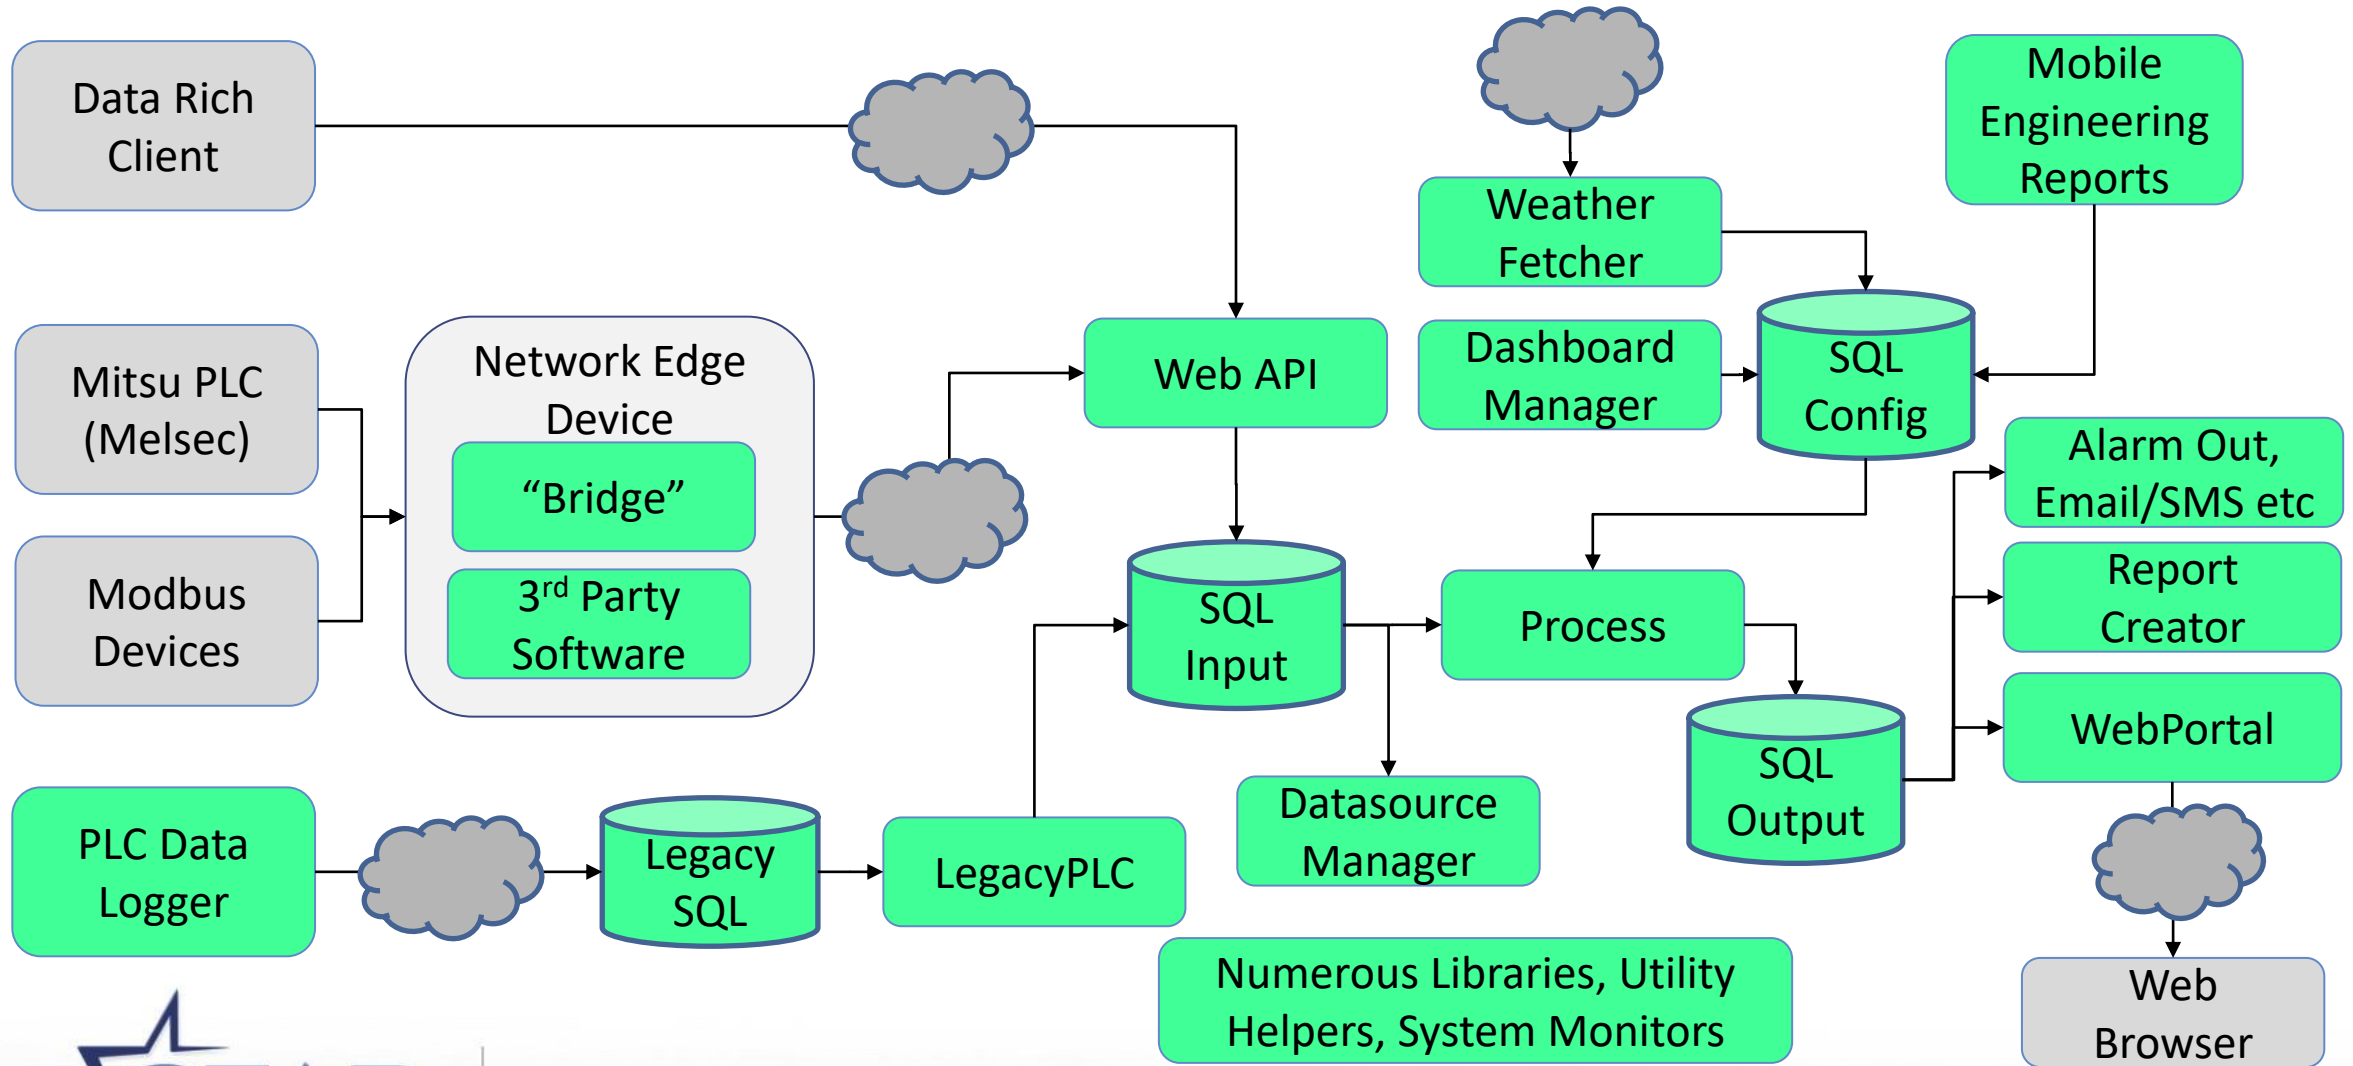 Data Rich
Client
Mobile
Engineering
Reports
Weather
Fetcher
Mitsu PLC
(Melsec)
Network Edge
Device
“Bridge”
3rd Party
Software
Modbus
Devices
Web API
Dashboard
Manager
SQL
Config
Alarm Out,
Email/SMS etc
Report
Creator
SQL
Input
Process
WebPortal
SQL
Output
Datasource
Manager
PLC Data
Logger
Legacy
SQL
LegacyPLC
Numerous Libraries, Utility
Helpers, System Monitors
Web
Browser